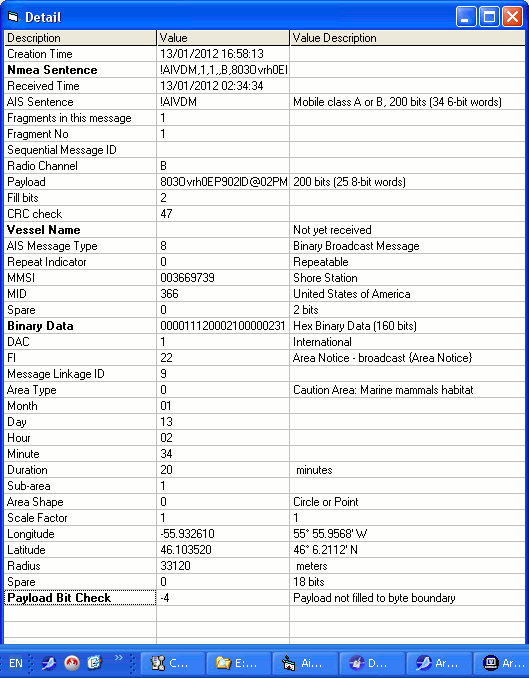 Detail
Description Value Value Description
Creation Time 13/01/2012 16:58:13
Nmea Sentence !AIVDM,1,1,,B,803Ovrh0EI
Received Time 13/01/2012 02:34:34
AIS Sentence !AIVDM Mobile class A or B, 200 bits (34 6-bit words)
Fragments in this message 1
Fragment No 1
Sequential Message ID
Radio Channel B
Payload 803Ovrh0EP902ID@02PM 200 bits (25 8-bit words)
Fill bits 2
CRC check 47
Vessel Name Not yet received
AIS Message Type 8 Binary Broadcast Message
Repeat Indicator 0 Repeatable
MMSI 003669739 Shore Station
MID 366 United States of America
Spare 0 2 bits
Binary Data 000011120002100000231 Hex Binary Data (160 bits)
DAC 1 International
FI 22 Area Notice - broadcast {Area Notice}
Message Linkage ID 9
Area Type 0 Caution Area: Marine mammals habitat
Month 01
Day 13
Hour 02
Minute 34
Duration 20 minutes
Sub-area 1
Area Shape 0 Circle or Point
Scale Factor 1 1
Longitude -55.932610 55° 55.9568' W
Latitude 46.103520 46° 6.2112' N
Radius 33120 meters
Spare 0 18 bits
Payload Bit Check -4 Payload not filled to byte boundary
EN » C... E:... Ai... D... Ar... Ar...